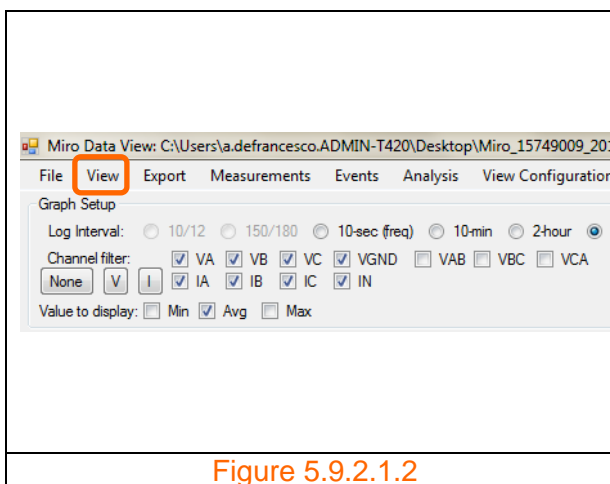 Miro Data View: C:\Users\a.defrancesco.ADMIN-T420\Desktop\Miro_15749009_201
File View Export Measurements Events Analysis View Configuration
Graph Setup
Log Interval: 10/12 150/180 10-sec (freq) 10-min 2-hour
Channel filter: VA VB VC VGND VAB VBC VCA
None V I IA IB IC IN
Value to display: Min Avg Max
Figure 5.9.2.1.2